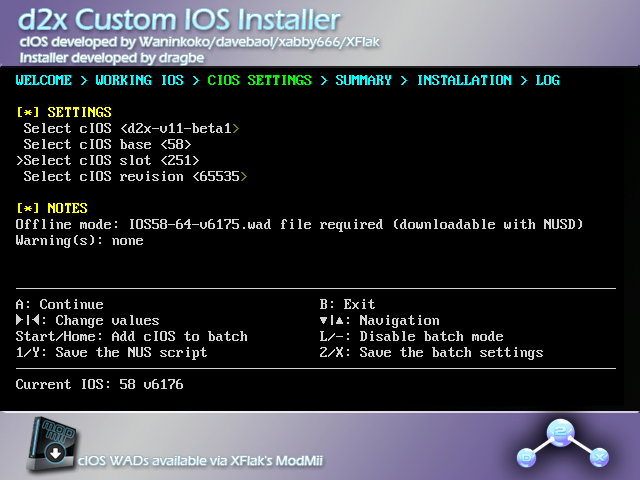 d2x Custom IOS Installer
cIOS developed by Waninkoko/davebaol/xabby666/XFlak
Installer developed by dragbe
WELCOME > WORKING IOS > CIOS SETTINGS > SUMMARY > INSTALLATION > LOG
[*] SETTINGS
Select cIOS <d2x-v11-beta1>
Select cIOS base <58>
>Select cIOS slot <251>
Select cIOS revision <65535>
[*] NOTES
Offline mode: IOS58-64-v6175.wad file required (downloadable with NUSD)
Warning(s): none
A: Continue B: Exit
►|◄: Change values ▼|▲: Navigation
Start/Home: Add cIOS to batch L/-: Disable batch mode
1/Y: Save the NUS script 2/X: Save the batch settings
Current IOS: 58 v6176
cIOS WADs available via XFlak's ModMii
D 2 X